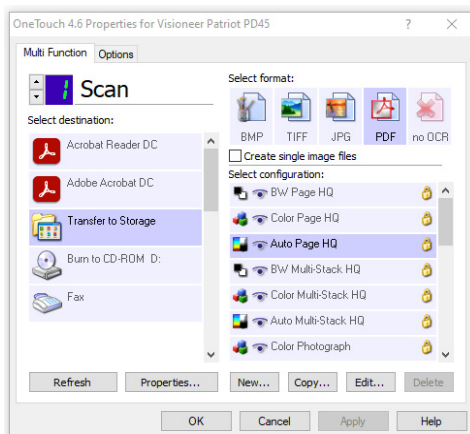 OneTouch 4.6 Properties for Visioneer Patriot PD45
Multi Function Options
1 Scan
Select destination:
Acrobat Reader DC
Adobe Acrobat DC
Transfer to Storage
Burn to CD-ROM D:
Fax
Refresh Properties...
Select format:
BMP TIFF JPG PDF no OCR
Create single image files
Select configuration:
BW Page HQ
Color Page HQ
Auto Page HQ
BW Multi-Stack HQ
Color Multi-Stack HQ
Auto Multi-Stack HQ
Color Photograph
New... Copy... Edit... Delete
OK Cancel Apply Help